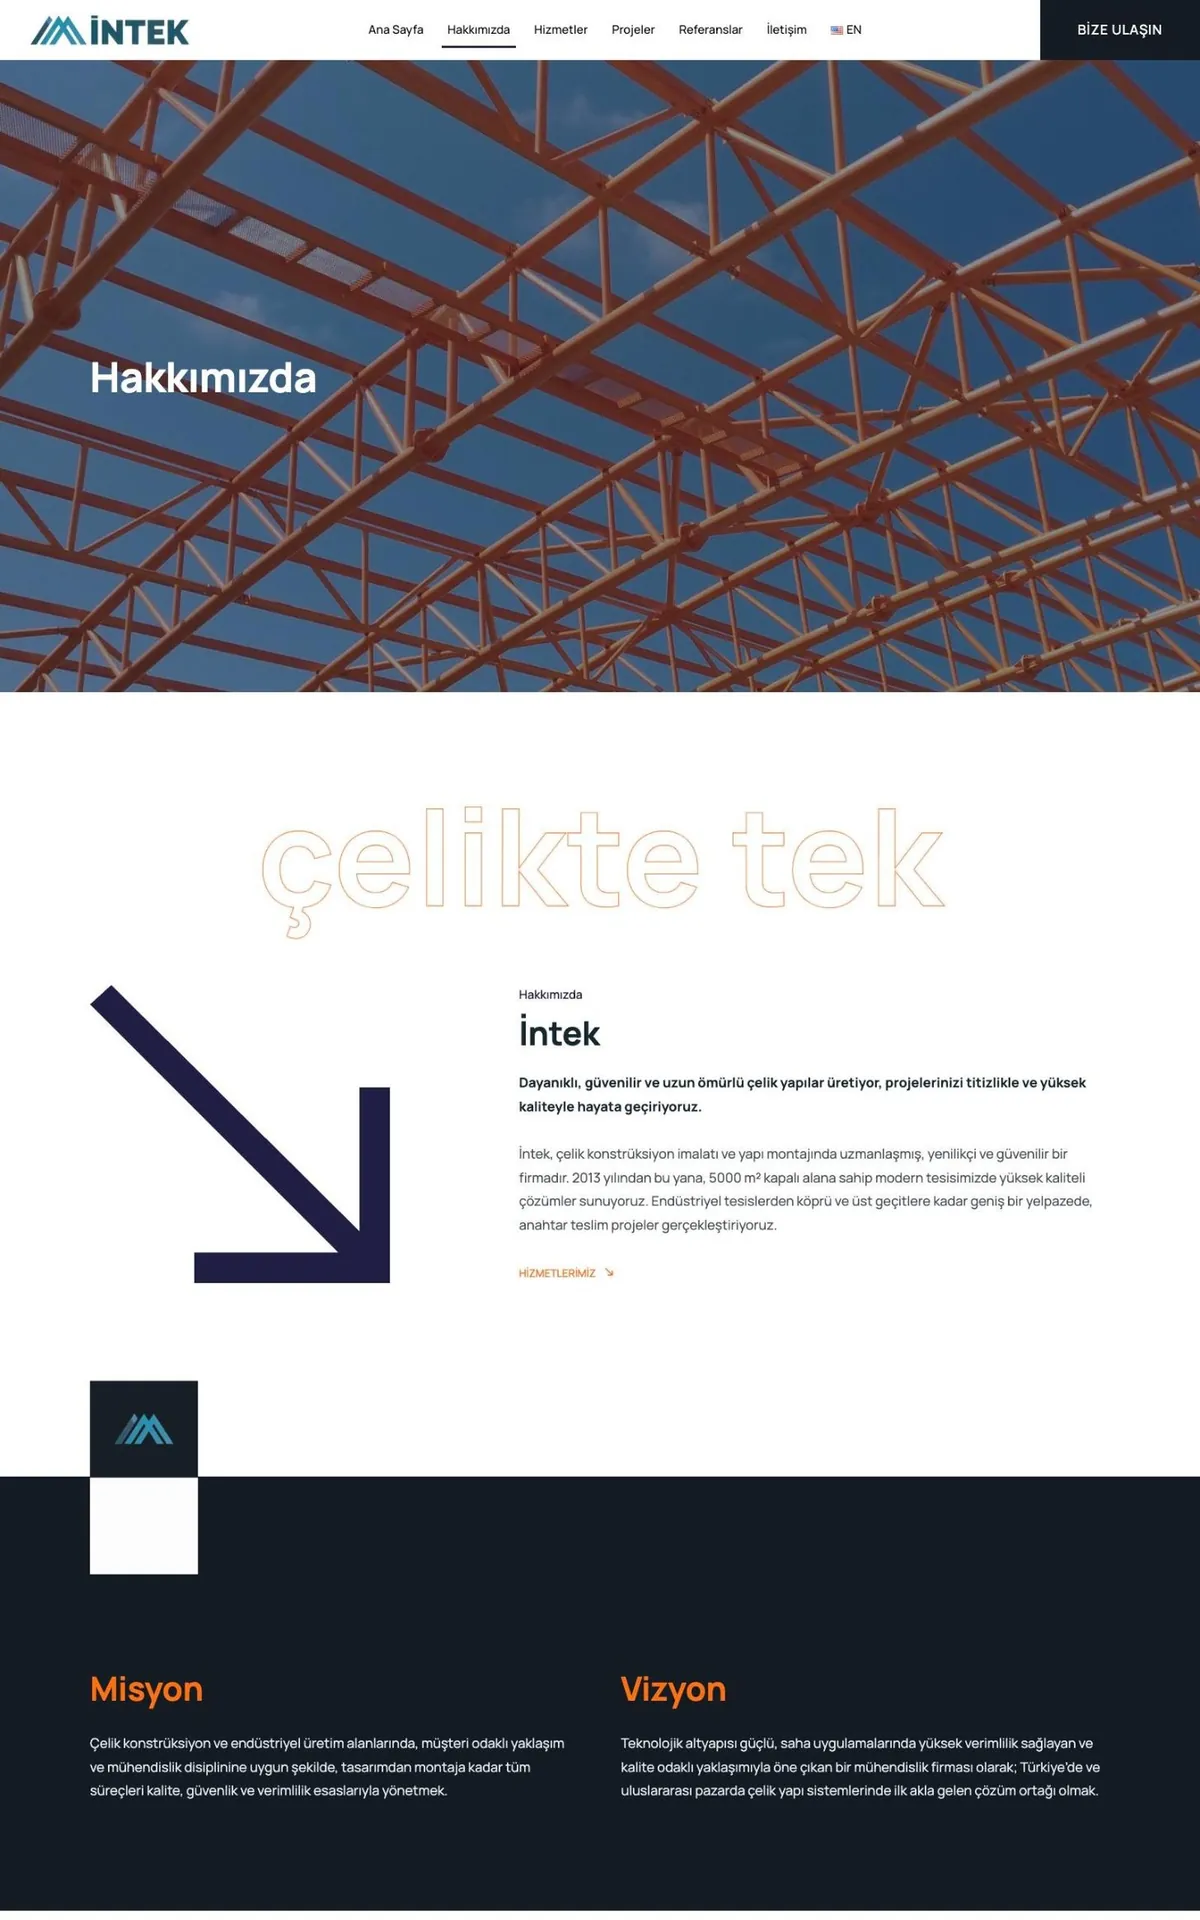 İNTEK
Ana Sayfa
Hakkımızda
Hizmetler
Projeler
Referanslar
İletişim
EN
BİZE ULAŞIN
Hakkımızda
çelikte tek
Hakkımızda
İntek
Dayanıklı, güvenilir ve uzun ömürlü çelik yapılar üretiyor, projelerinizi titizlikle ve yüksek
kaliteyle hayata geçiriyoruz.
İntek, çelik konstrüksiyon imalatı ve yapı montajında uzmanlaşmış, yenilikçi ve güvenilir bir
firmadır. 2013 yılından bu yana, 5000 m² kapalı alana sahip modern tesisimizde yüksek kaliteli
çözümler sunuyoruz. Endüstriyel tesislerden köprü ve üst geçitlere kadar geniş bir yelpazede,
anahtar teslim projeler gerçekleştiriyoruz.
HİZMETLERİMİZ
Misyon
Çelik konstrüksiyon ve endüstriyel üretim alanlarında, müşteri odaklı yaklaşım
ve mühendislik disiplinine uygun şekilde, tasarımdan montaja kadar tüm
süreçleri kalite, güvenlik ve verimlilik esaslarıyla yönetmek.
Vizyon
Teknolojik altyapısı güçlü, saha uygulamalarında yüksek verimlilik sağlayan ve
kalite odaklı yaklaşımıyla öne çıkan bir mühendislik firması olarak; Türkiye'de ve
uluslararası pazarda çelik yapı sistemlerinde ilk akla gelen çözüm ortağı olmak.